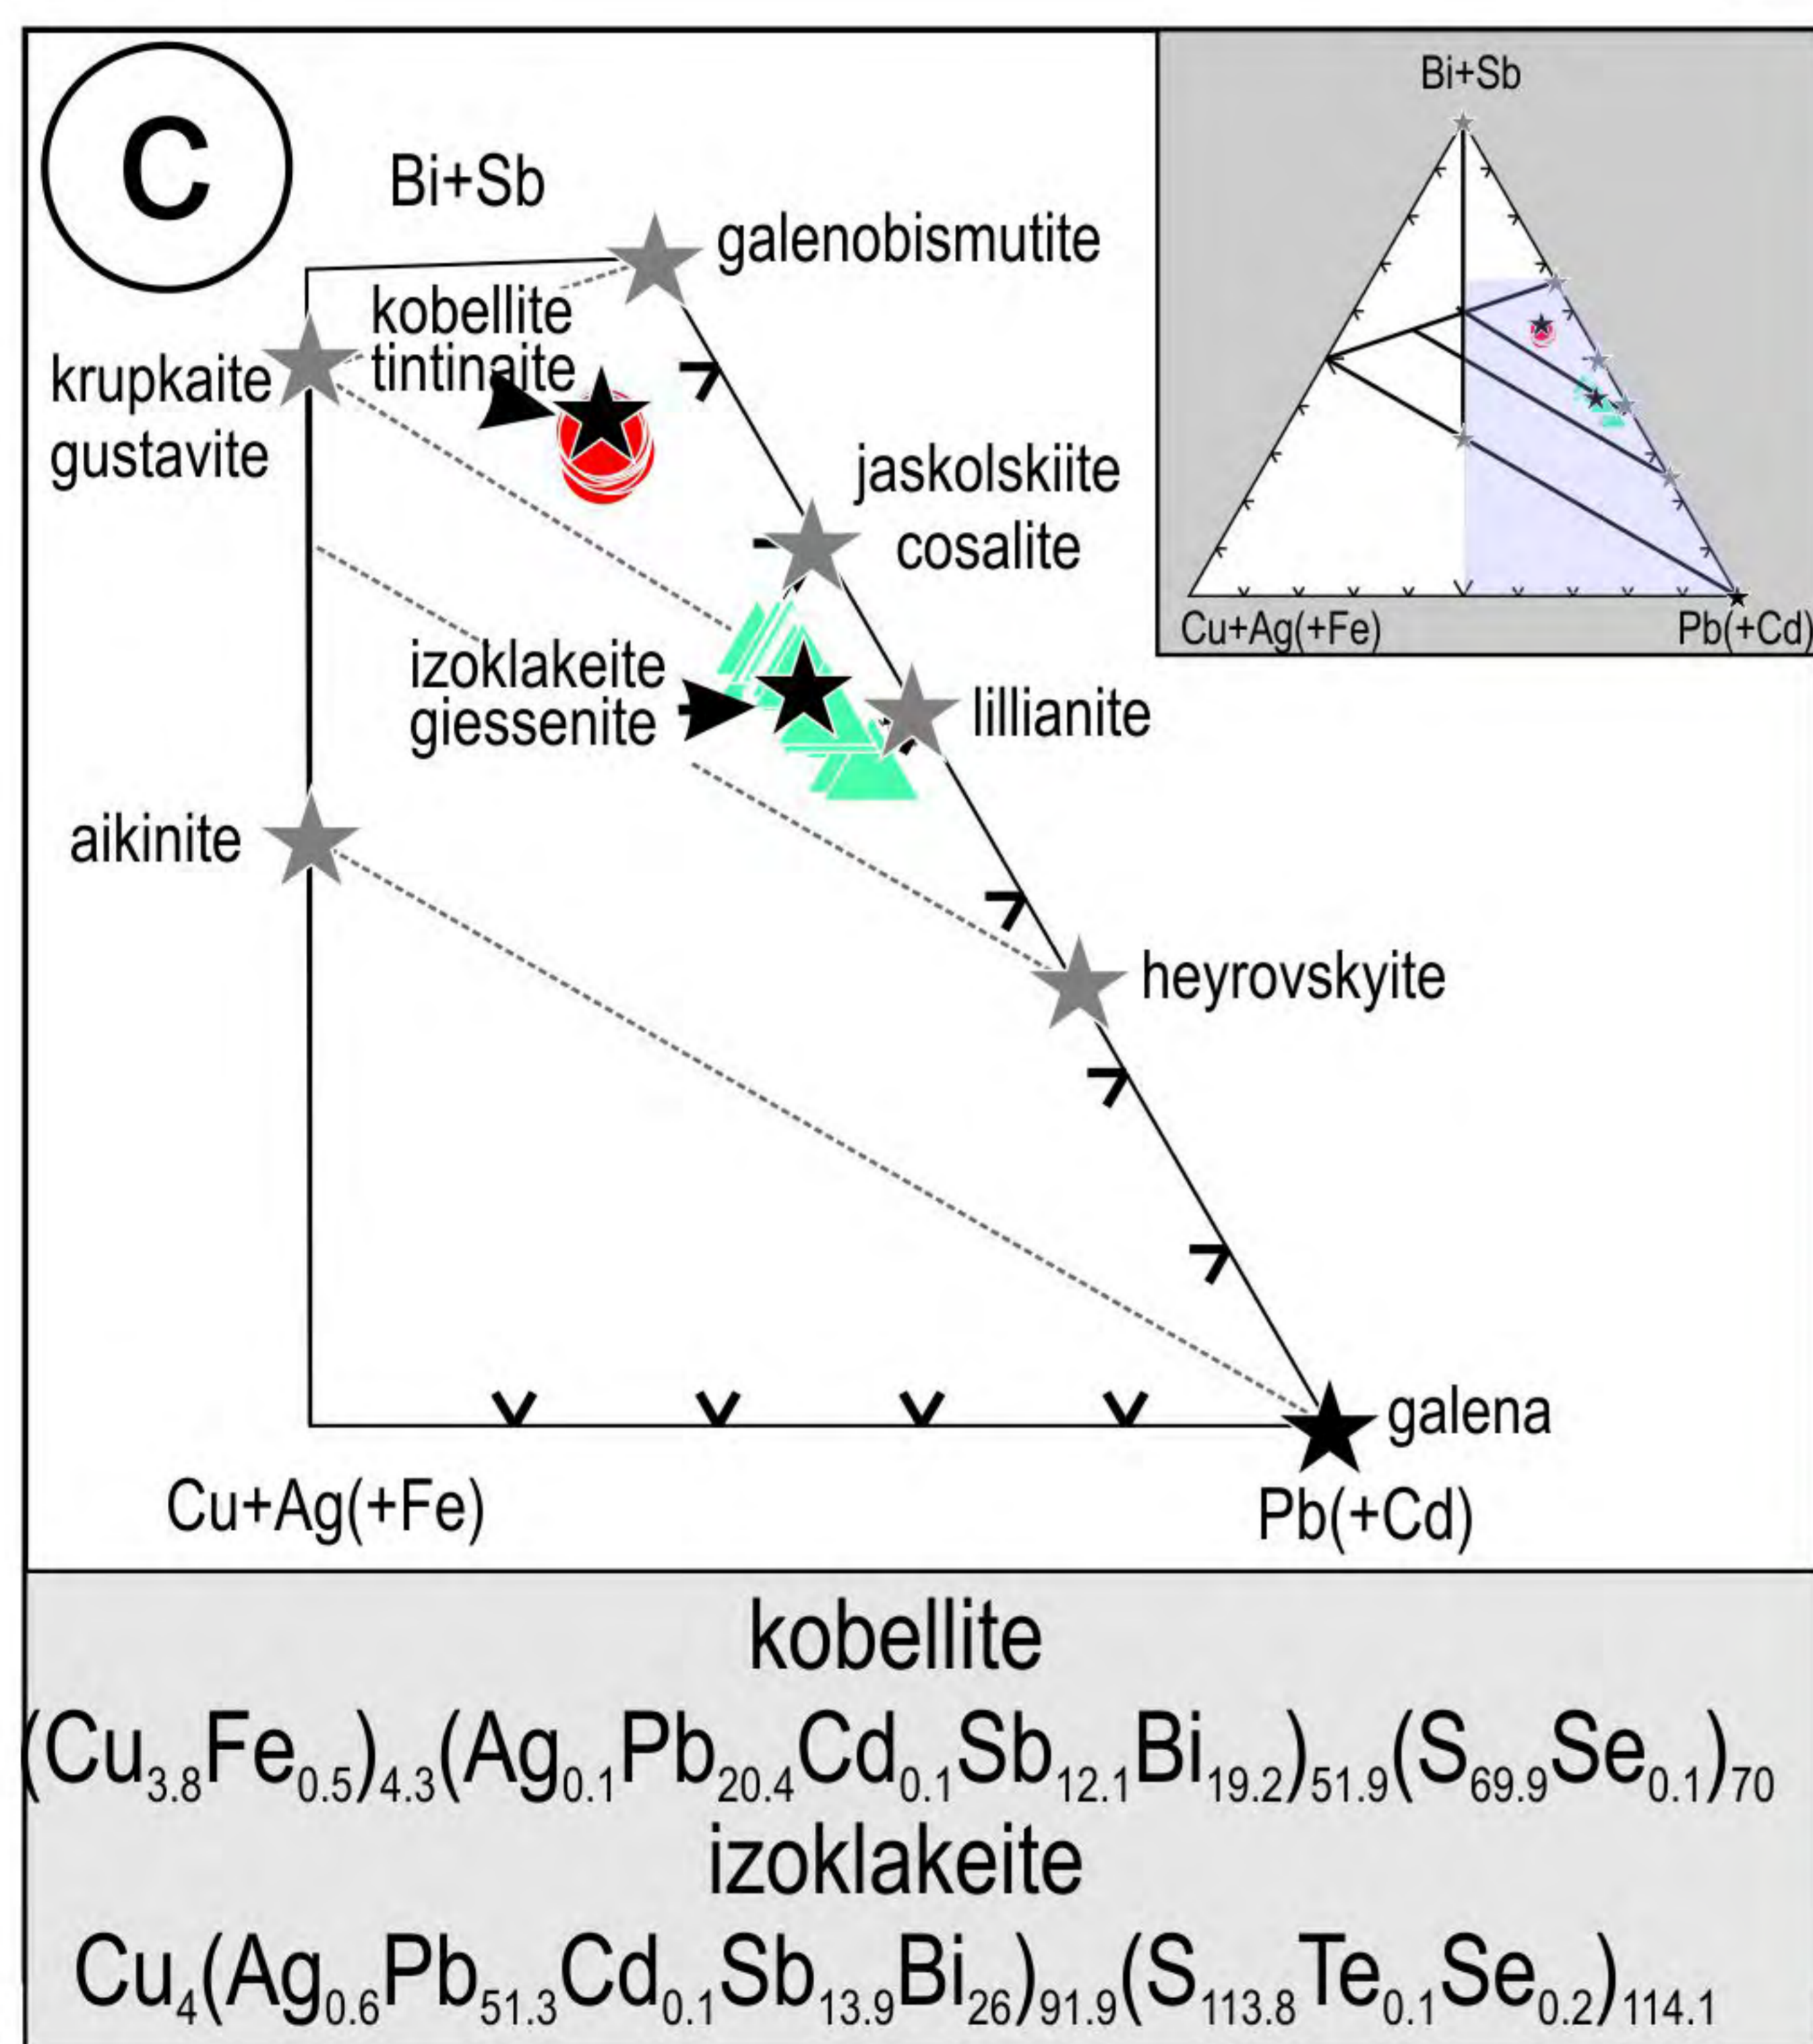 C
Bi+Sb
galenobismutite
kobellite
tintinaite
krupkaite
gustavite
jaskolskiite
cosalite
izoklakeite
giessenite
lillianite
aikinite
heyrovskyite
galena
Cu+Ag(+Fe)
Pb(+Cd)
Bi+Sb
Cu+Ag(+Fe)
Pb(+Cd)
kobellite
(Cu3.8Fe0.5)4.3(Ag0.1Pb20.4Cd0.1Sb12.1Bi19.2)51.9(S69.9Se0.1)70
izoklakeite
Cu4(Ag0.6Pb51.3Cd0.1Sb13.9Bi26)91.9(S113.8Te0.1Se0.2)114.1